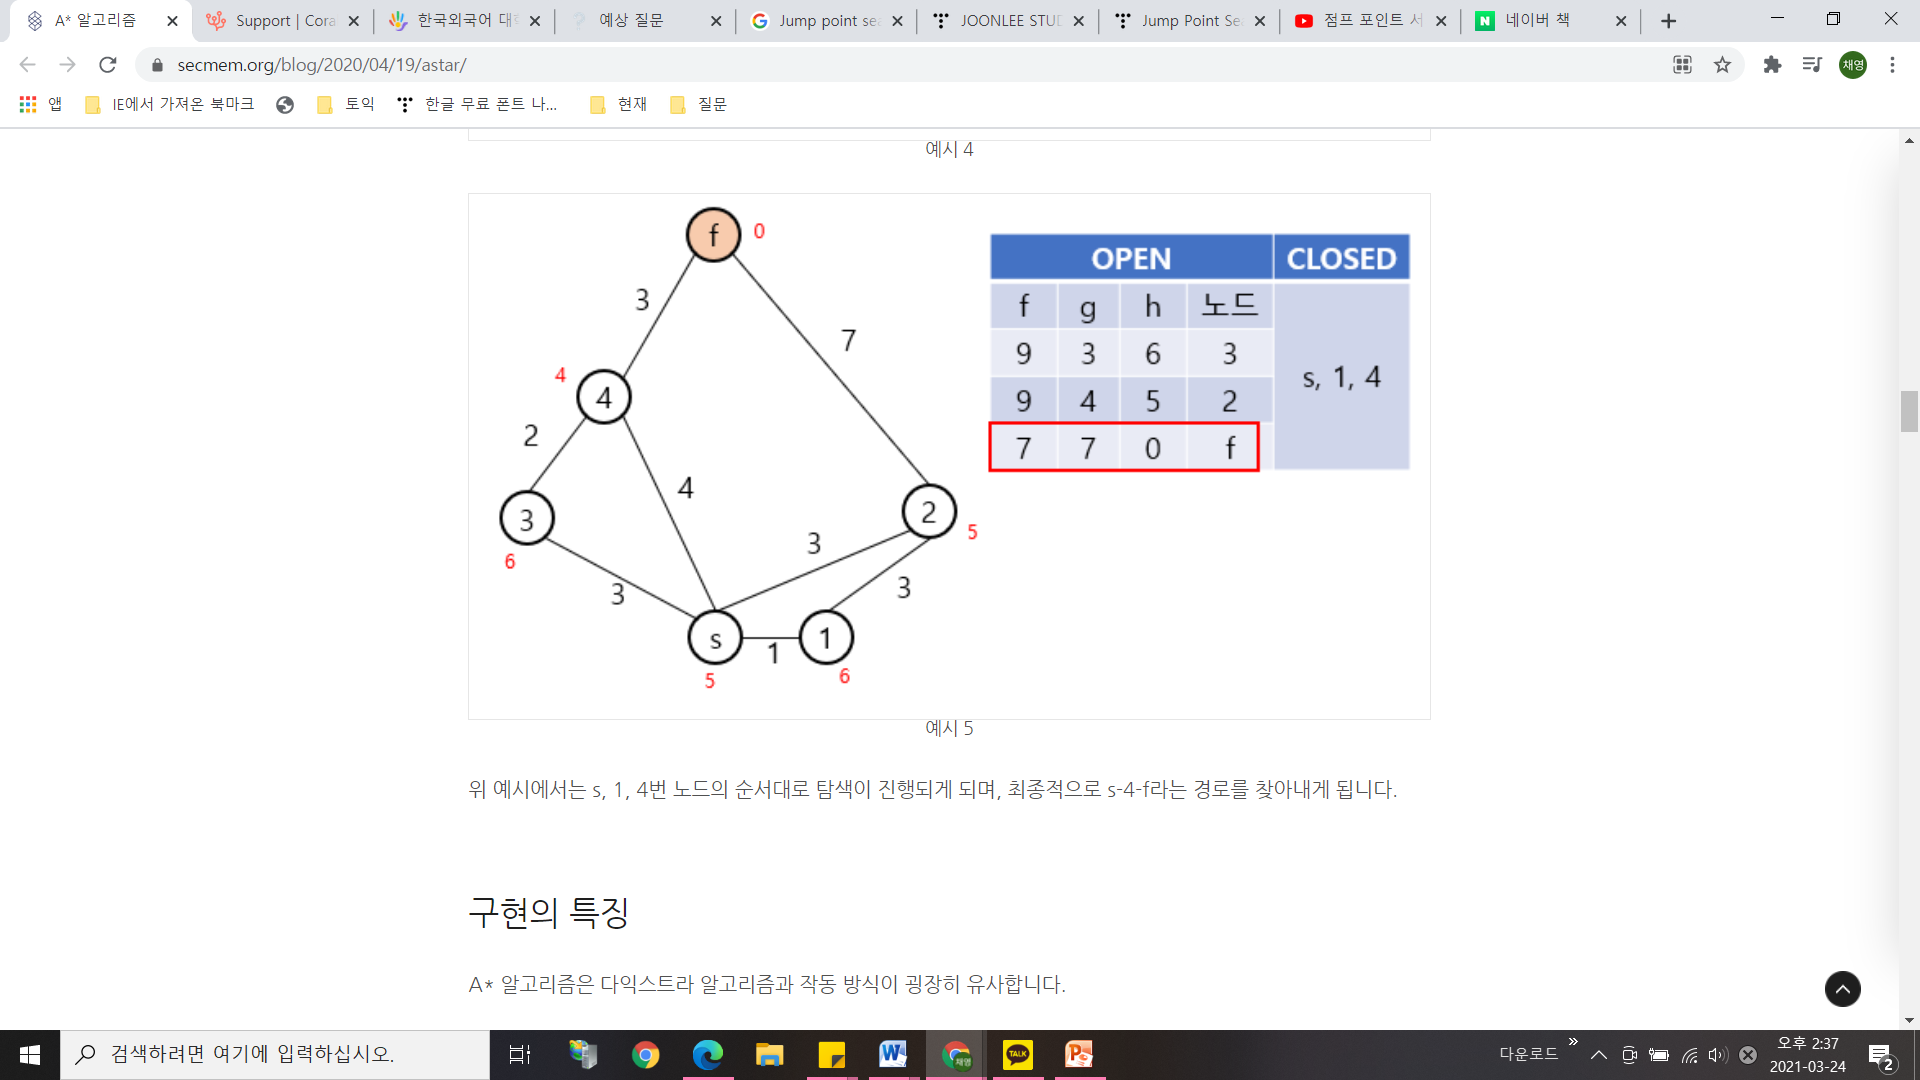 A* 알고리즘
Support | Cora
한국외국어 대
예상 질문
Jump point se
JOONLEE STU
Jump Point Se
점프 포인트 서
네이버 책
secmem.org/blog/2020/04/19/astar/
채영
앱
IE에서 가져온 북마크
토익
한글 무료 폰트 나...
현재
질문
예시 4
f
0
3
7
4
4
2
4
3
6
3
3
2
5
3
s
5
1
1
6
OPEN
CLOSED
f g h 노드
9 3 6 3
s, 1, 4
9 4 5 2
7 7 0 f
예시 5
위 예시에서는 s, 1, 4번 노드의 순서대로 탐색이 진행되게 되며, 최종적으로 s-4-f라는 경로를 찾아내게 됩니다.
구현의 특징
A* 알고리즘은 다익스트라 알고리즘과 작동 방식이 굉장히 유사합니다.
검색하려면 여기에 입력하십시오.
채영
TALK
다운로드
오후 2:37
2021-03-24
2